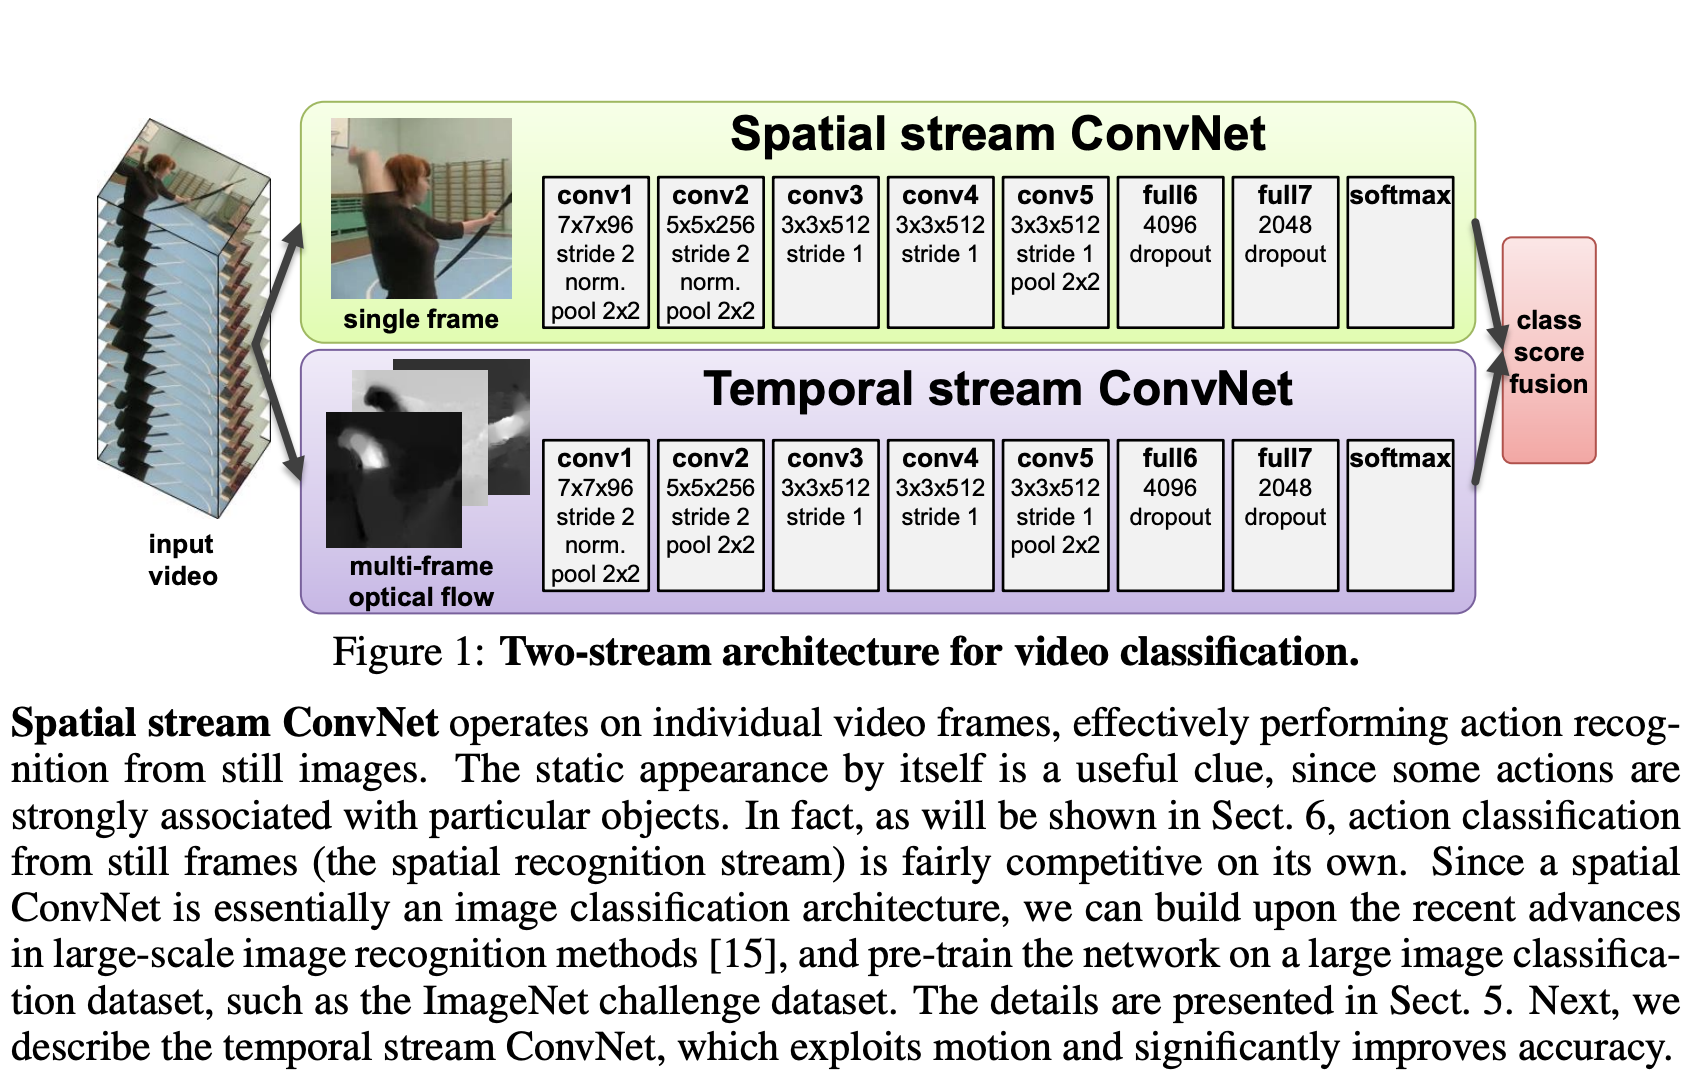 Spatial stream ConvNet
single frame
conv1
7x7x96
stride 2
norm.
pool 2x2
conv2
5x5x256
stride 2
norm.
pool 2x2
conv3
3x3x512
stride 1
conv4
3x3x512
stride 1
conv5
3x3x512
stride 1
pool 2x2
full6
4096
dropout
full7
2048
dropout
softmax
input
video
Temporal stream ConvNet
multi-frame
optical flow
conv1
7x7x96
stride 2
norm.
pool 2x2
conv2
5x5x256
stride 2
pool 2x2
conv3
3x3x512
stride 1
conv4
3x3x512
stride 1
conv5
3x3x512
stride 1
pool 2x2
full6
4096
dropout
full7
2048
dropout
softmax
class
score
fusion
Figure 1: Two-stream architecture for video classification.
Spatial stream ConvNet operates on individual video frames, effectively performing action recog-
nition from still images. The static appearance by itself is a useful clue, since some actions are
strongly associated with particular objects. In fact, as will be shown in Sect. 6, action classification
from still frames (the spatial recognition stream) is fairly competitive on its own. Since a spatial
ConvNet is essentially an image classification architecture, we can build upon the recent advances
in large-scale image recognition methods [15], and pre-train the network on a large image classifica-
tion dataset, such as the ImageNet challenge dataset. The details are presented in Sect. 5. Next, we
describe the temporal stream ConvNet, which exploits motion and significantly improves accuracy.